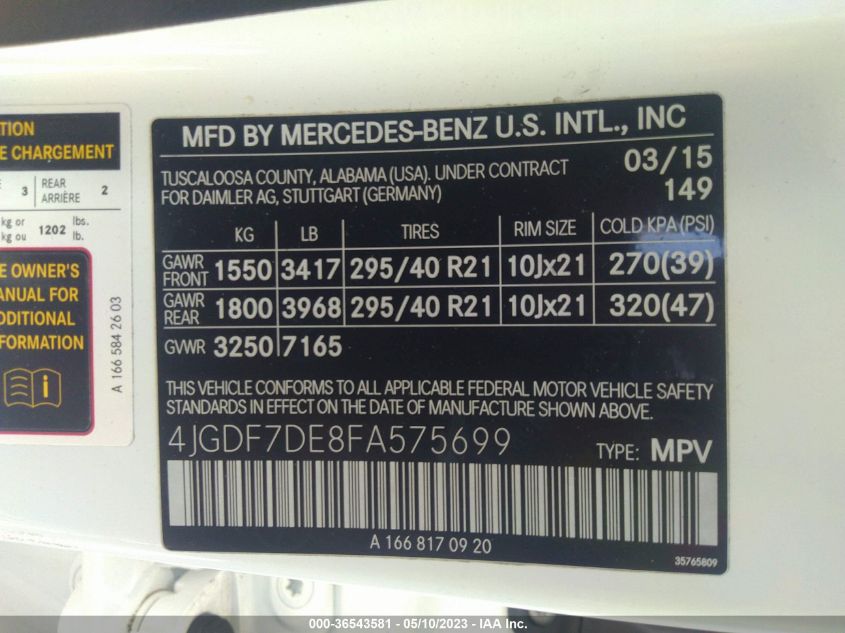 TION
E CHARGEMENT
E 3 REAR 2
ARRIÈRE
kg or lbs.
kg ou 1202 lb.
E OWNER'S
ANUAL FOR
DDITIONAL
FORMATION
A 166 584 26 03
MFD BY MERCEDES-BENZ U.S. INTL., INC
TUSCALOOSA COUNTY, ALABAMA (USA). UNDER CONTRACT 03/15
FOR DAIMLER AG, STUTTGART (GERMANY) 149
KG LB TIRES RIM SIZE COLD KPA (PSI)
GAWR FRONT 1550 3417 295/40 R21 10Jx21 270(39)
GAWR REAR 1800 3968 295/40 R21 10Jx21 320(47)
GVWR 3250 7165
THIS VEHICLE CONFORMS TO ALL APPLICABLE FEDERAL MOTOR VEHICLE SAFETY
STANDARDS IN EFFECT ON THE DATE OF MANUFACTURE SHOWN ABOVE.
4JGDF7DE8FA575699 TYPE: MPV
A 166 817 09 20
35765809
000-36543581 - 05/10/2023 - IAA Inc.